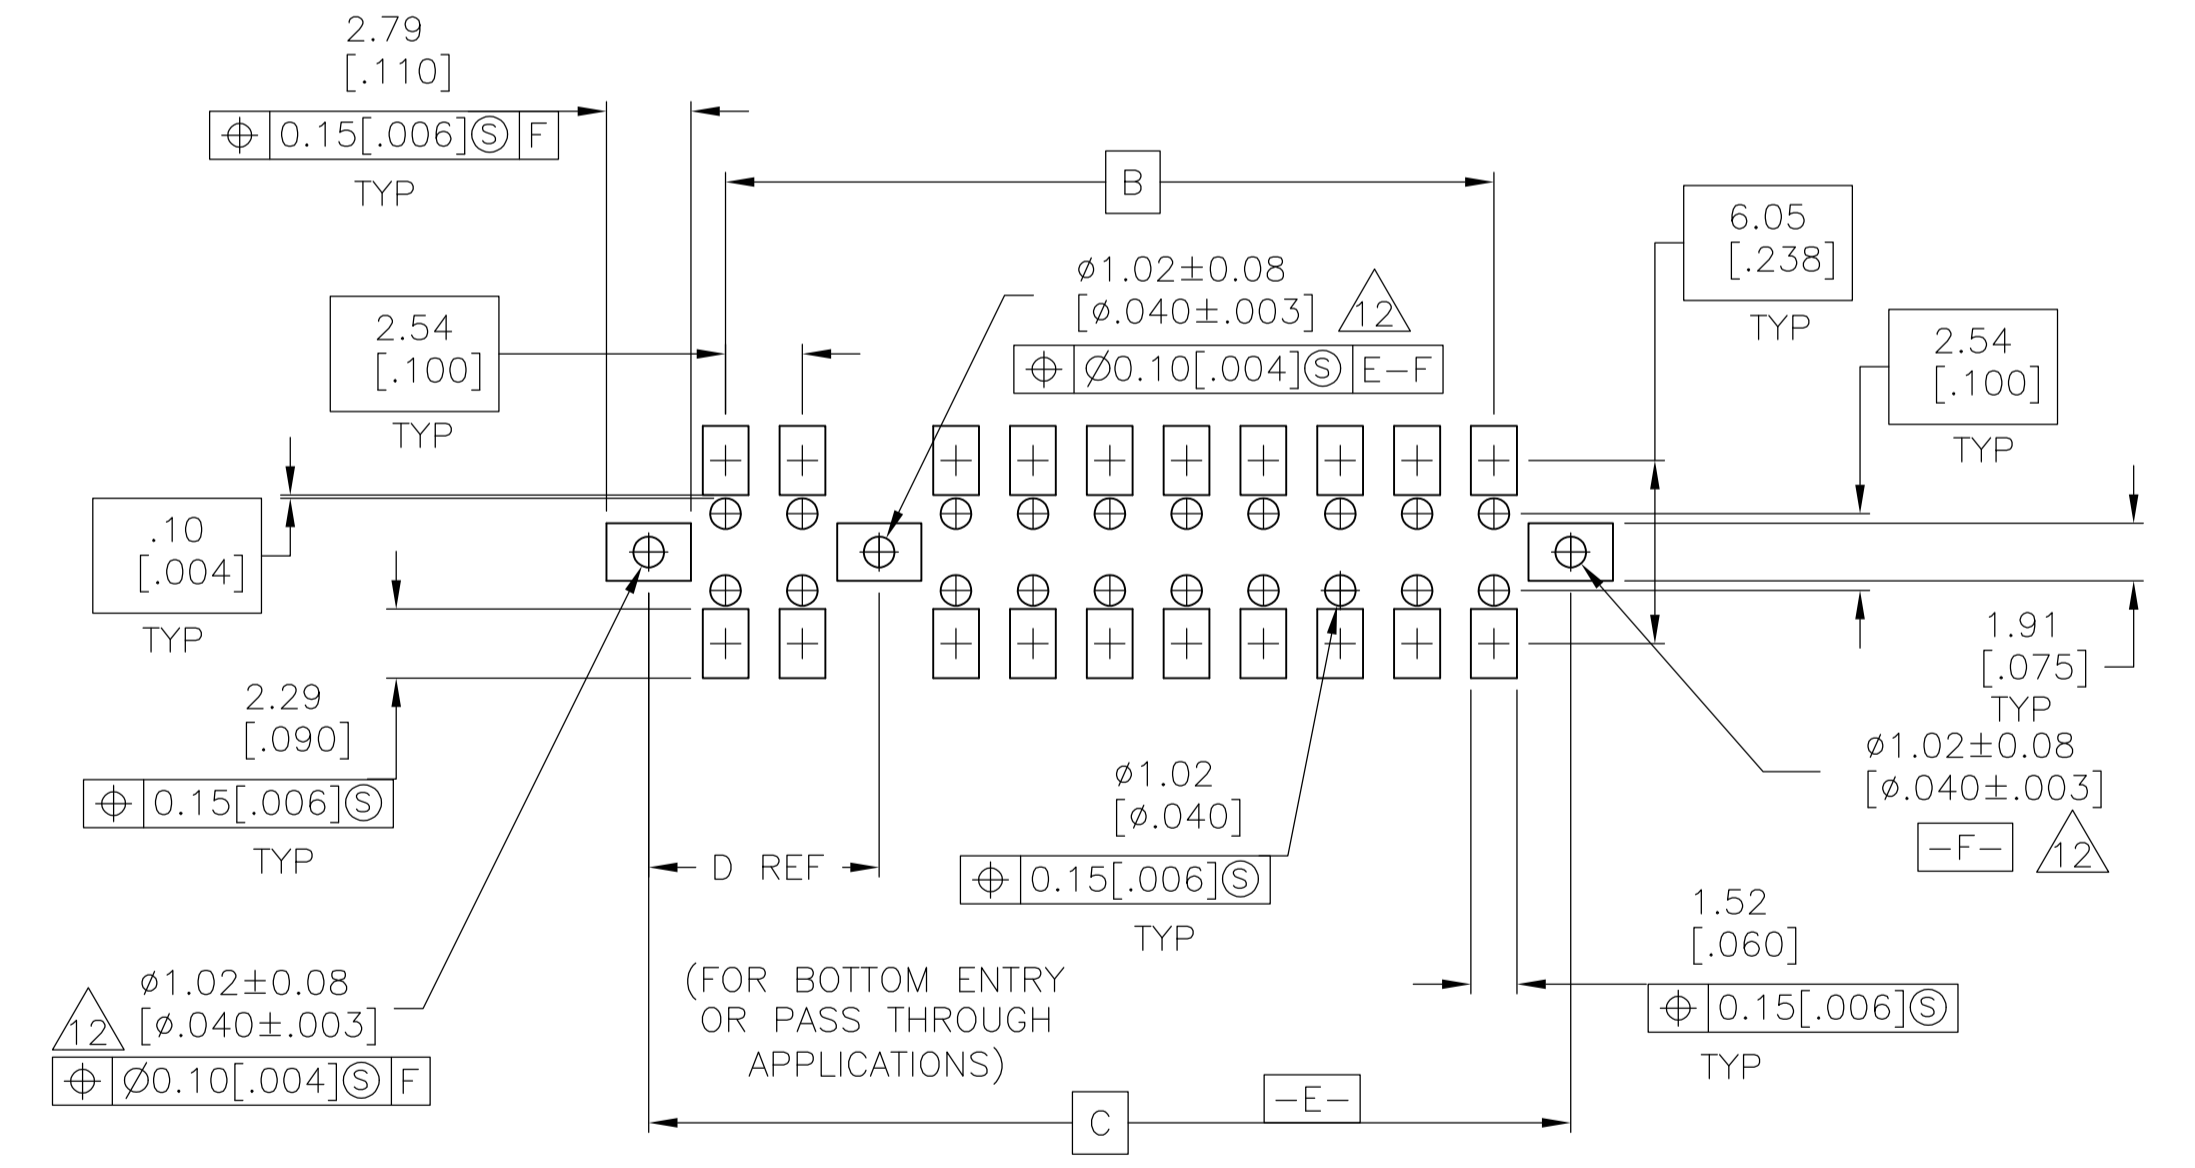 2.79
[.110]
⌖ 0.15[.006]Ⓢ F
TYP
B
6.05
[.238]
TYP
ø1.02±0.08
[ø.040±.003] 12
⌖ Ø0.10[.004]Ⓢ E-F
2.54
[.100]
TYP
2.54
[.100]
TYP
.10
[.004]
TYP
1.91
[.075]
TYP
2.29
[.090]
⌖ 0.15[.006]Ⓢ
TYP
ø1.02±0.08
[ø.040±.003]
-F- 12
ø1.02
[ø.040]
⌖ 0.15[.006]Ⓢ
TYP
D REF
1.52
[.060]
⌖ 0.15[.006]Ⓢ
TYP
ø1.02±0.08
12 [ø.040±.003]
⌖ Ø0.10[.004]Ⓢ F
(FOR BOTTOM ENTRY
OR PASS THROUGH
APPLICATIONS)
-E-
C